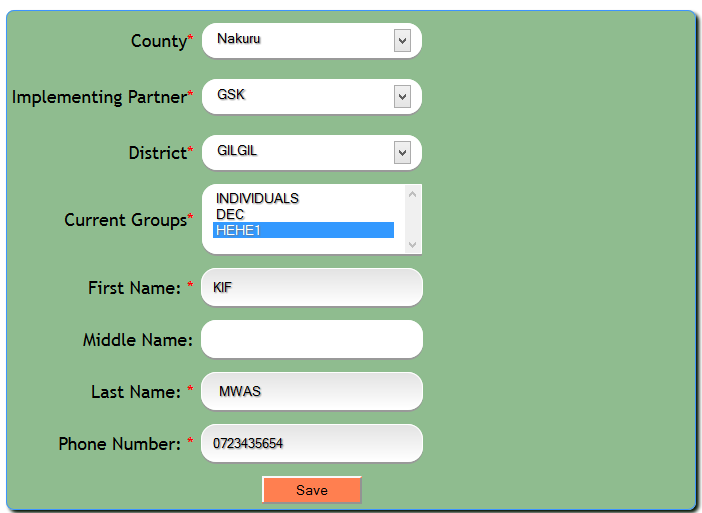 County* Nakuru
Implementing Partner* GSK
District* GILGIL
Current Groups* INDIVIDUALS
DEC
HEHE1
First Name: * KIF
Middle Name:
Last Name: * MWAS
Phone Number: * 0723435654
Save